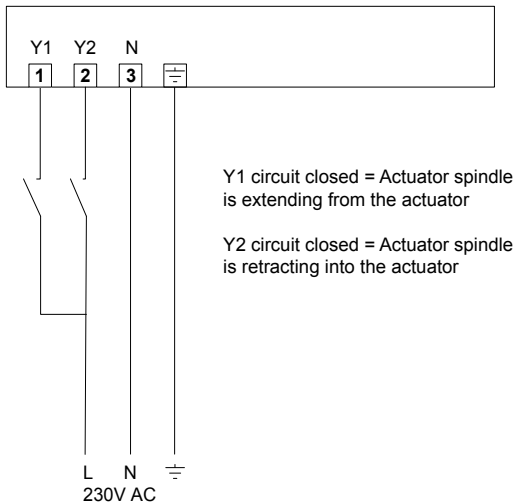 Y1 Y2 N
1 2 3
Y1 circuit closed = Actuator spindle
is extending from the actuator
Y2 circuit closed = Actuator spindle
is retracting into the actuator
L N
230V AC